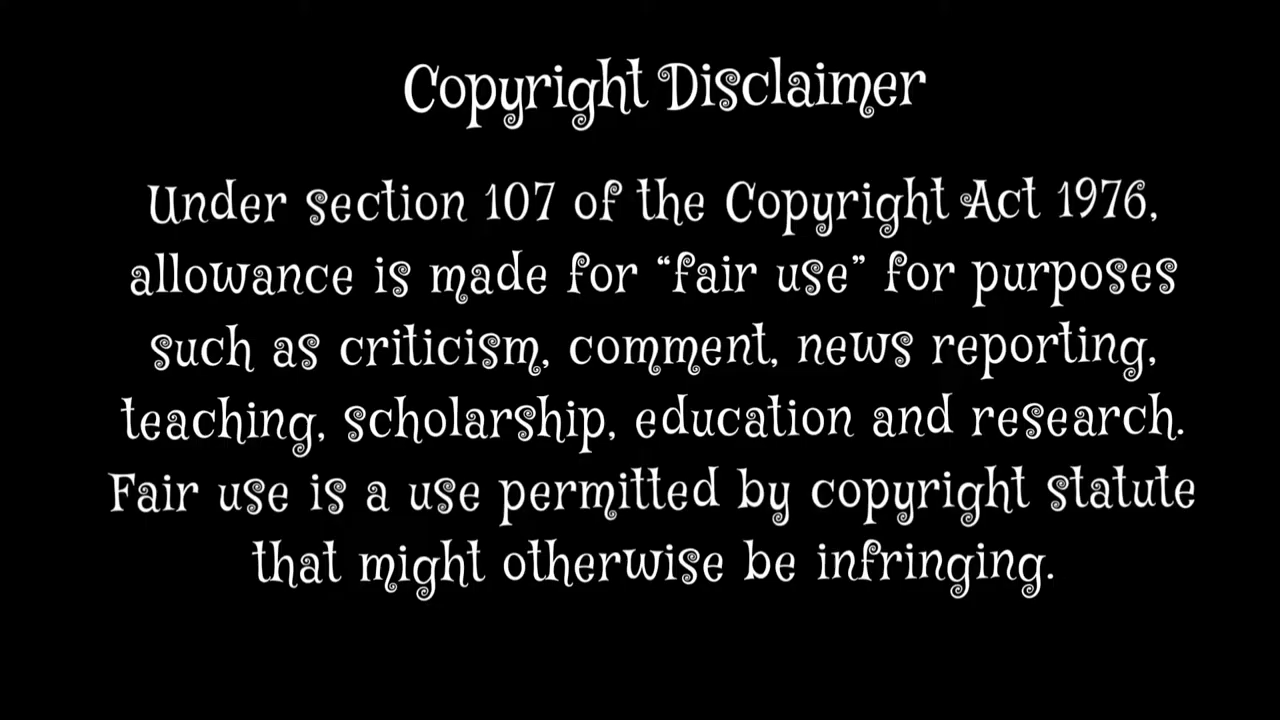 Copyright Disclaimer
Under section 107 of the Copyright Act 1976,
allowance is made for “fair use” for purposes
such as criticism, comment, news reporting,
teaching, scholarship, education and research.
Fair use is a use permitted by copyright statute
that might otherwise be infringing.